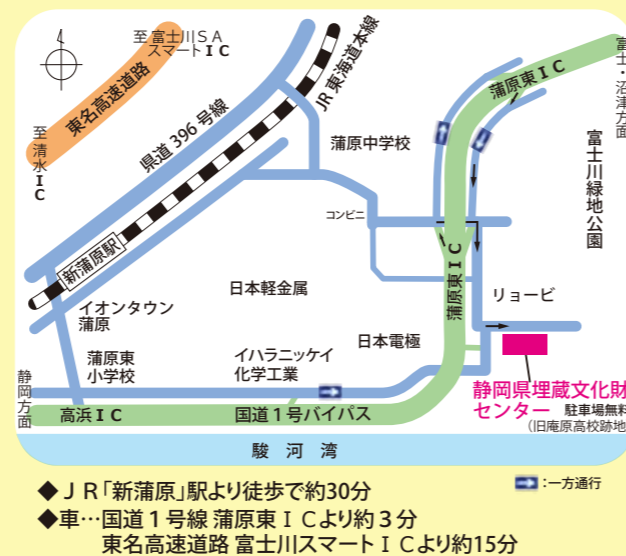 至 富士川ＳＡ
スマートＩＣ
東名高速道路
至 清水ＩＣ
県道 396 号線
JR 東海道本線
新蒲原駅
蒲原中学校
コンビニ
蒲原東ＩＣ
富士・沼津方面
富士川緑地公園
蒲原東ＩＣ
リョービ
日本軽金属
イオンタウン
蒲原
日本電極
蒲原東
小学校
イハラニッケイ
化学工業
静岡方面
高浜ＩＣ
国道１号バイパス
静岡県埋蔵文化財
センター 駐車場無料
（旧庵原高校跡地
駿河湾
：一方通行
◆ＪＲ「新蒲原」駅より徒歩で約30分
◆車…国道１号線 蒲原東ＩＣより約３分
東名高速道路 富士川スマートＩＣより約15分